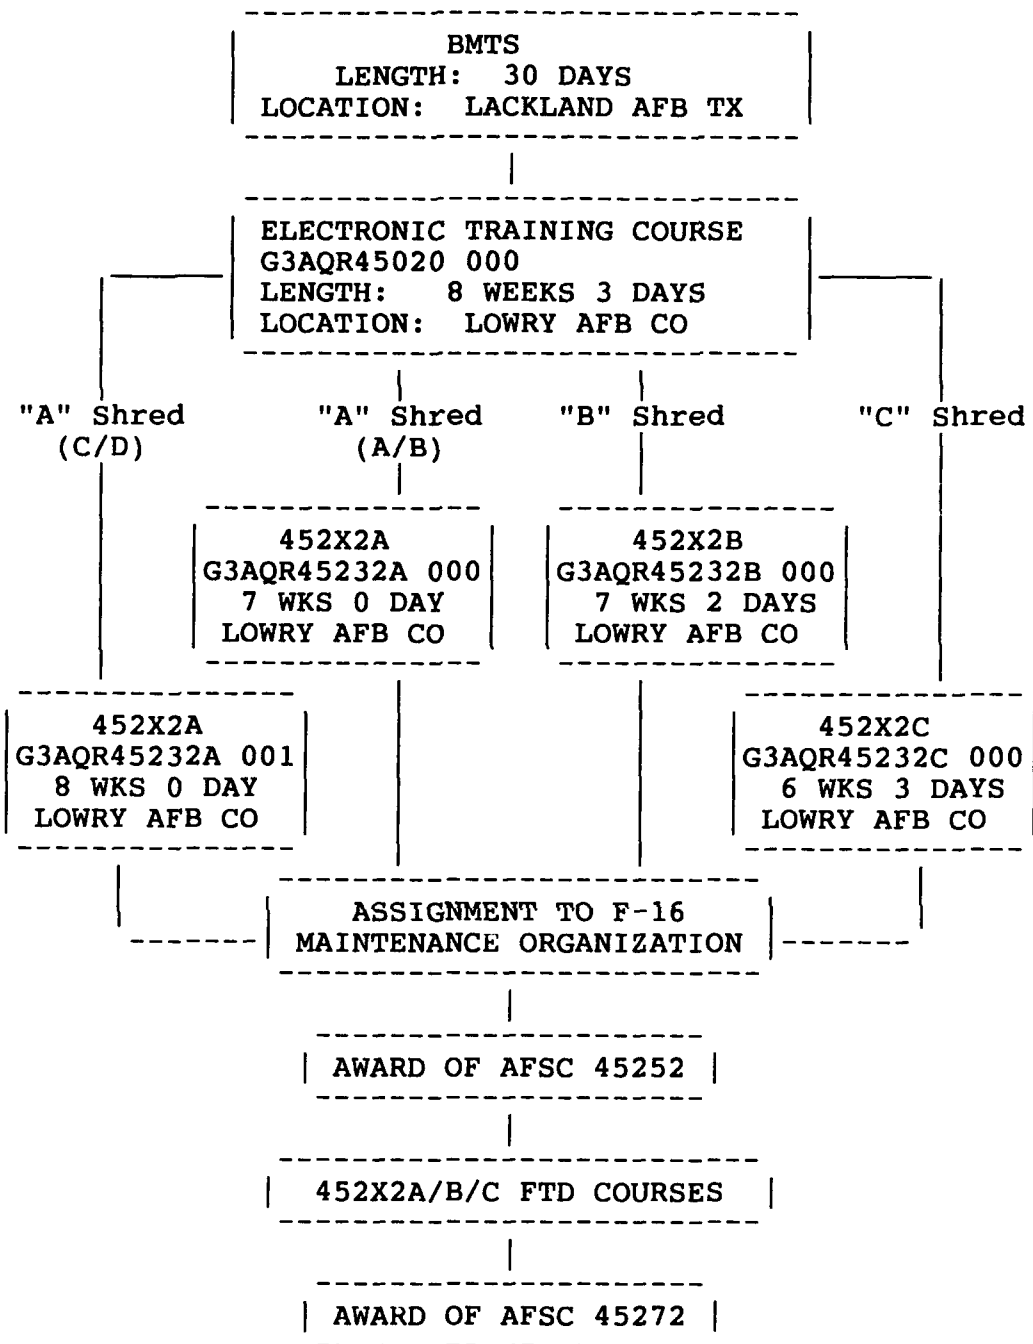 BMTS
LENGTH: 30 DAYS
LOCATION: LACKLAND AFB TX
ELECTRONIC TRAINING COURSE
G3AQR45020 000
LENGTH: 8 WEEKS 3 DAYS
LOCATION: LOWRY AFB CO
"A" Shred
(C/D)
"A" Shred
(A/B)
"B" Shred
"C" Shred
452X2A
G3AQR45232A 000
7 WKS 0 DAY
LOWRY AFB CO
452X2B
G3AQR45232B 000
7 WKS 2 DAYS
LOWRY AFB CO
452X2A
G3AQR45232A 001
8 WKS 0 DAY
LOWRY AFB CO
452X2C
G3AQR45232C 000
6 WKS 3 DAYS
LOWRY AFB CO
ASSIGNMENT TO F-16
MAINTENANCE ORGANIZATION
AWARD OF AFSC 45252
452X2A/B/C FTD COURSES
AWARD OF AFSC 45272